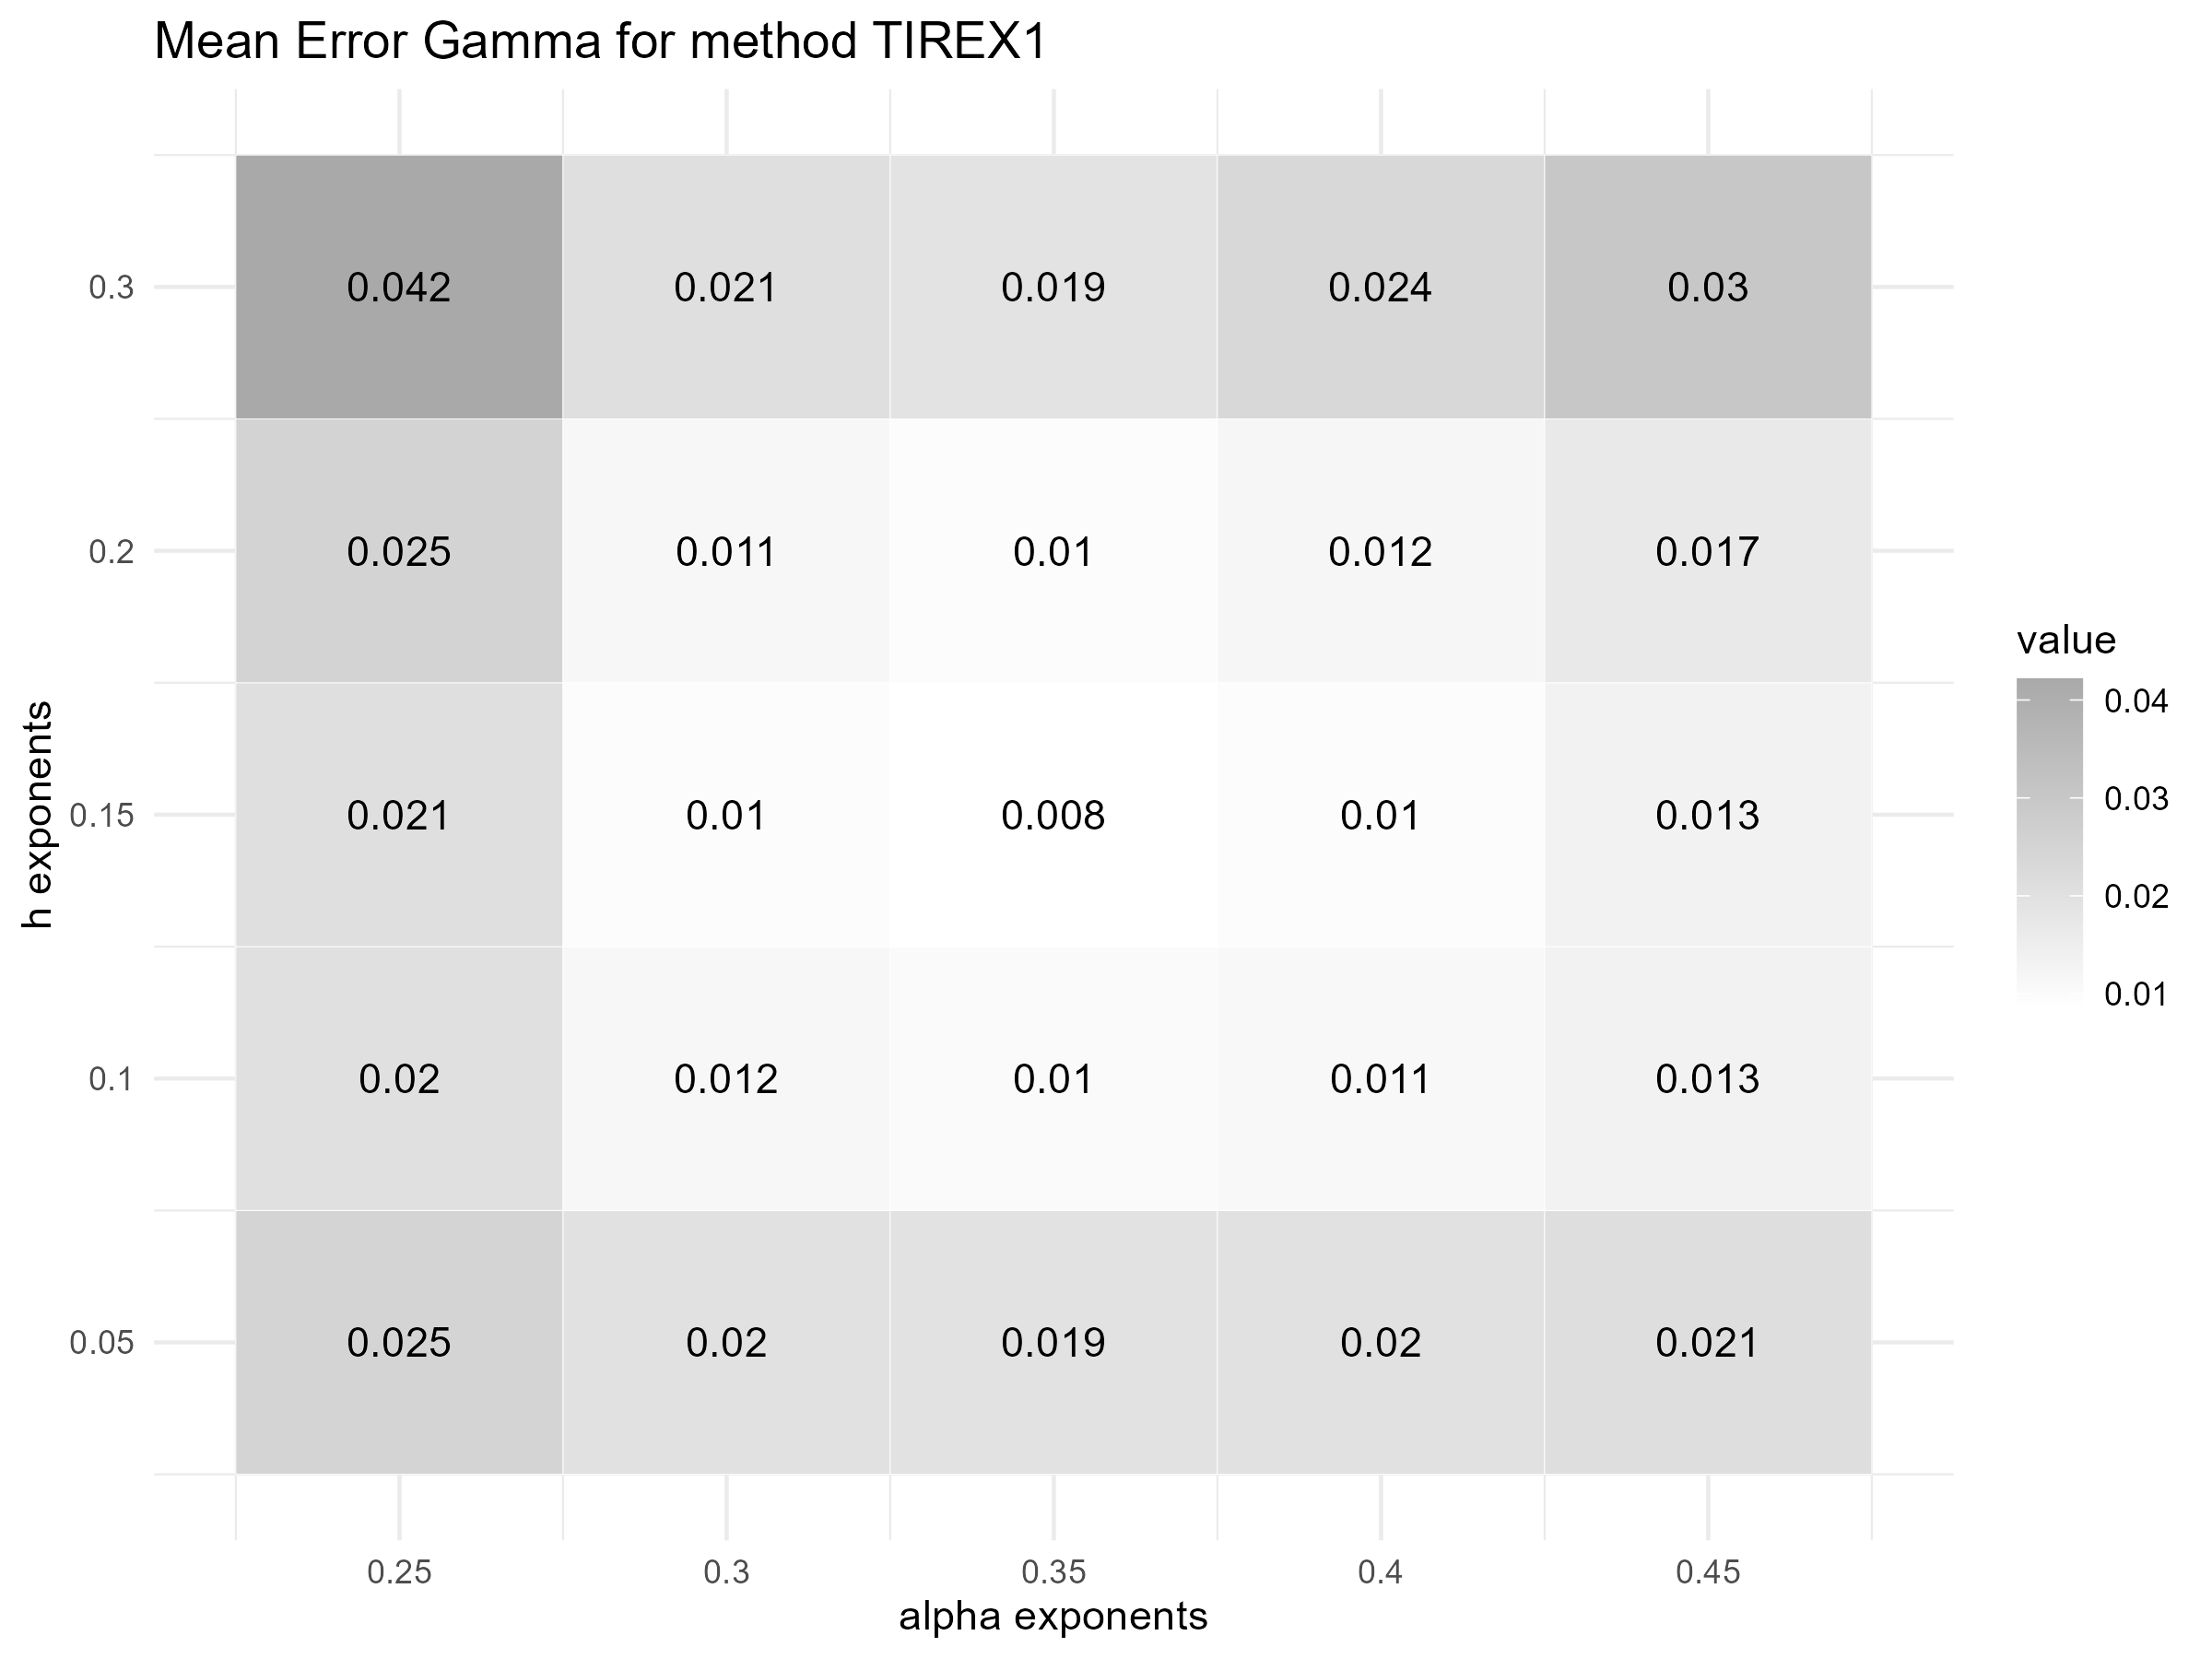 Mean Error Gamma for method TIREX1
h exponents
0.3 0.042 0.021 0.019 0.024 0.03
0.2 0.025 0.011 0.01 0.012 0.017
0.15 0.021 0.01 0.008 0.01 0.013
0.1 0.02 0.012 0.01 0.011 0.013
0.05 0.025 0.02 0.019 0.02 0.021
0.25 0.3 0.35 0.4 0.45
alpha exponents
value
0.04
0.03
0.02
0.01